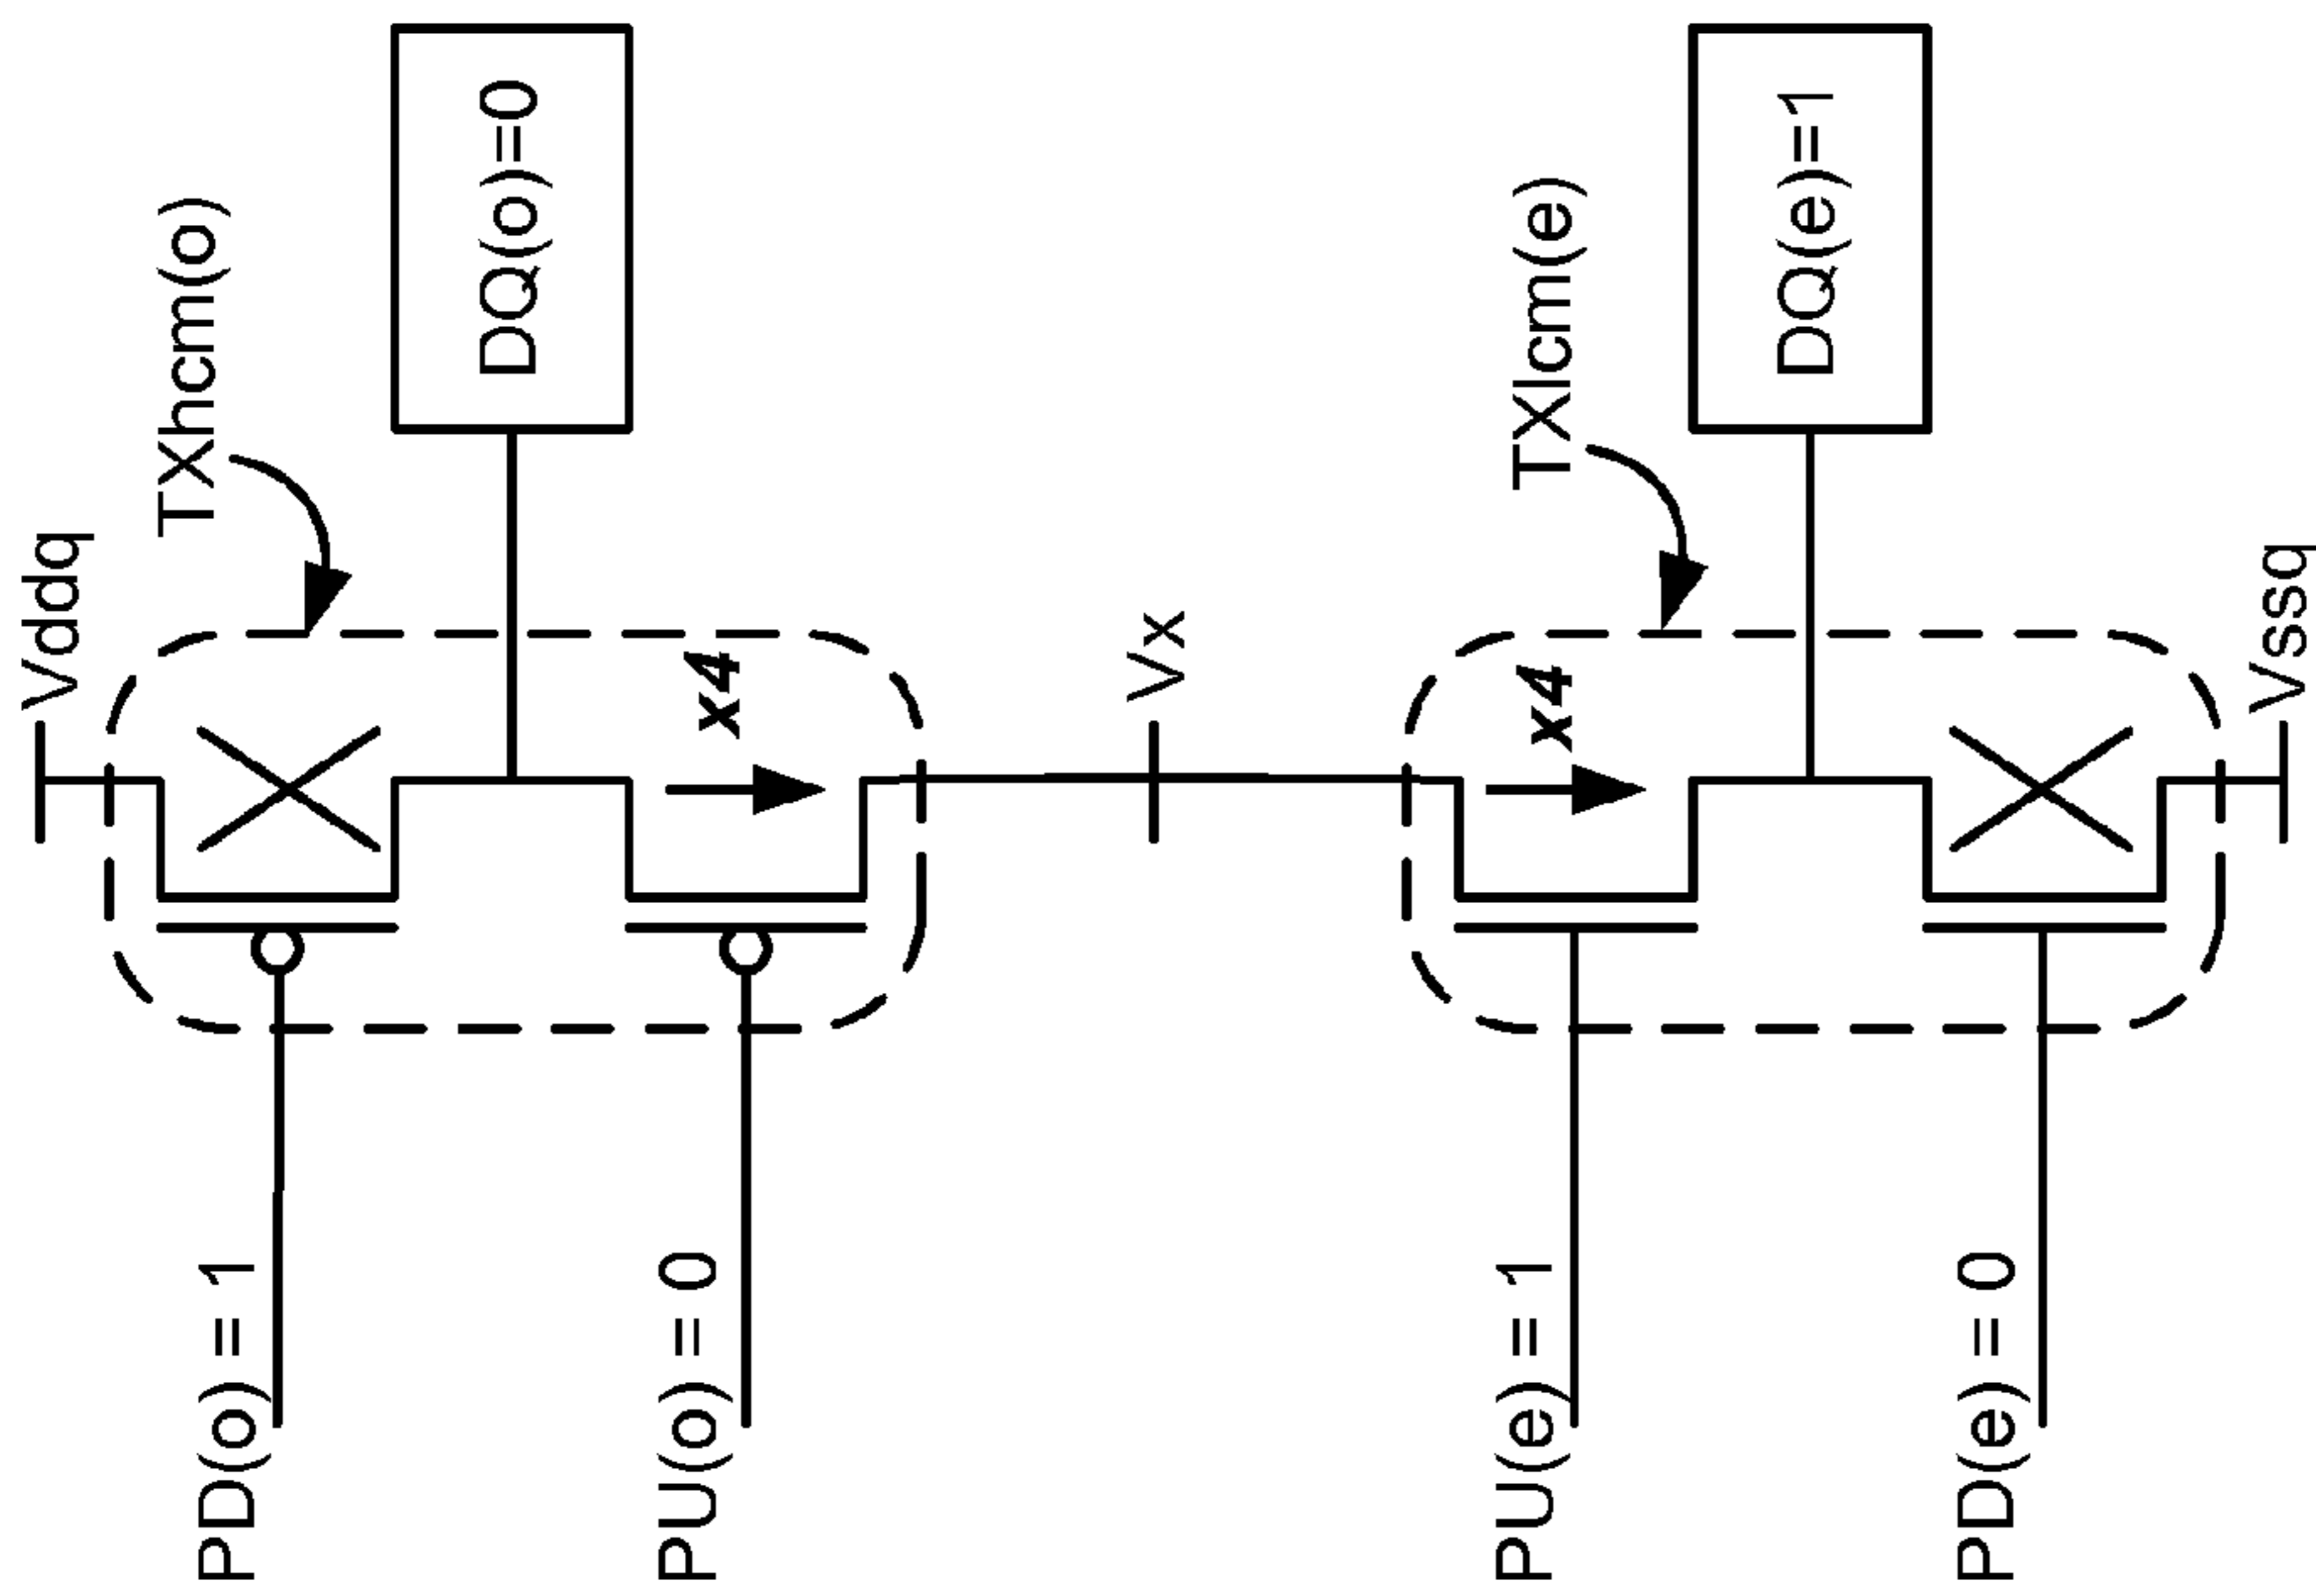 Vddq
TXhcm(o)
PD(o) = 1
DQ(o)=0
PU(o) = 0
x4
Vx
TXlcm(e)
PU(e) = 1
x4
DQ(e)=1
PD(e) = 0
Vssq